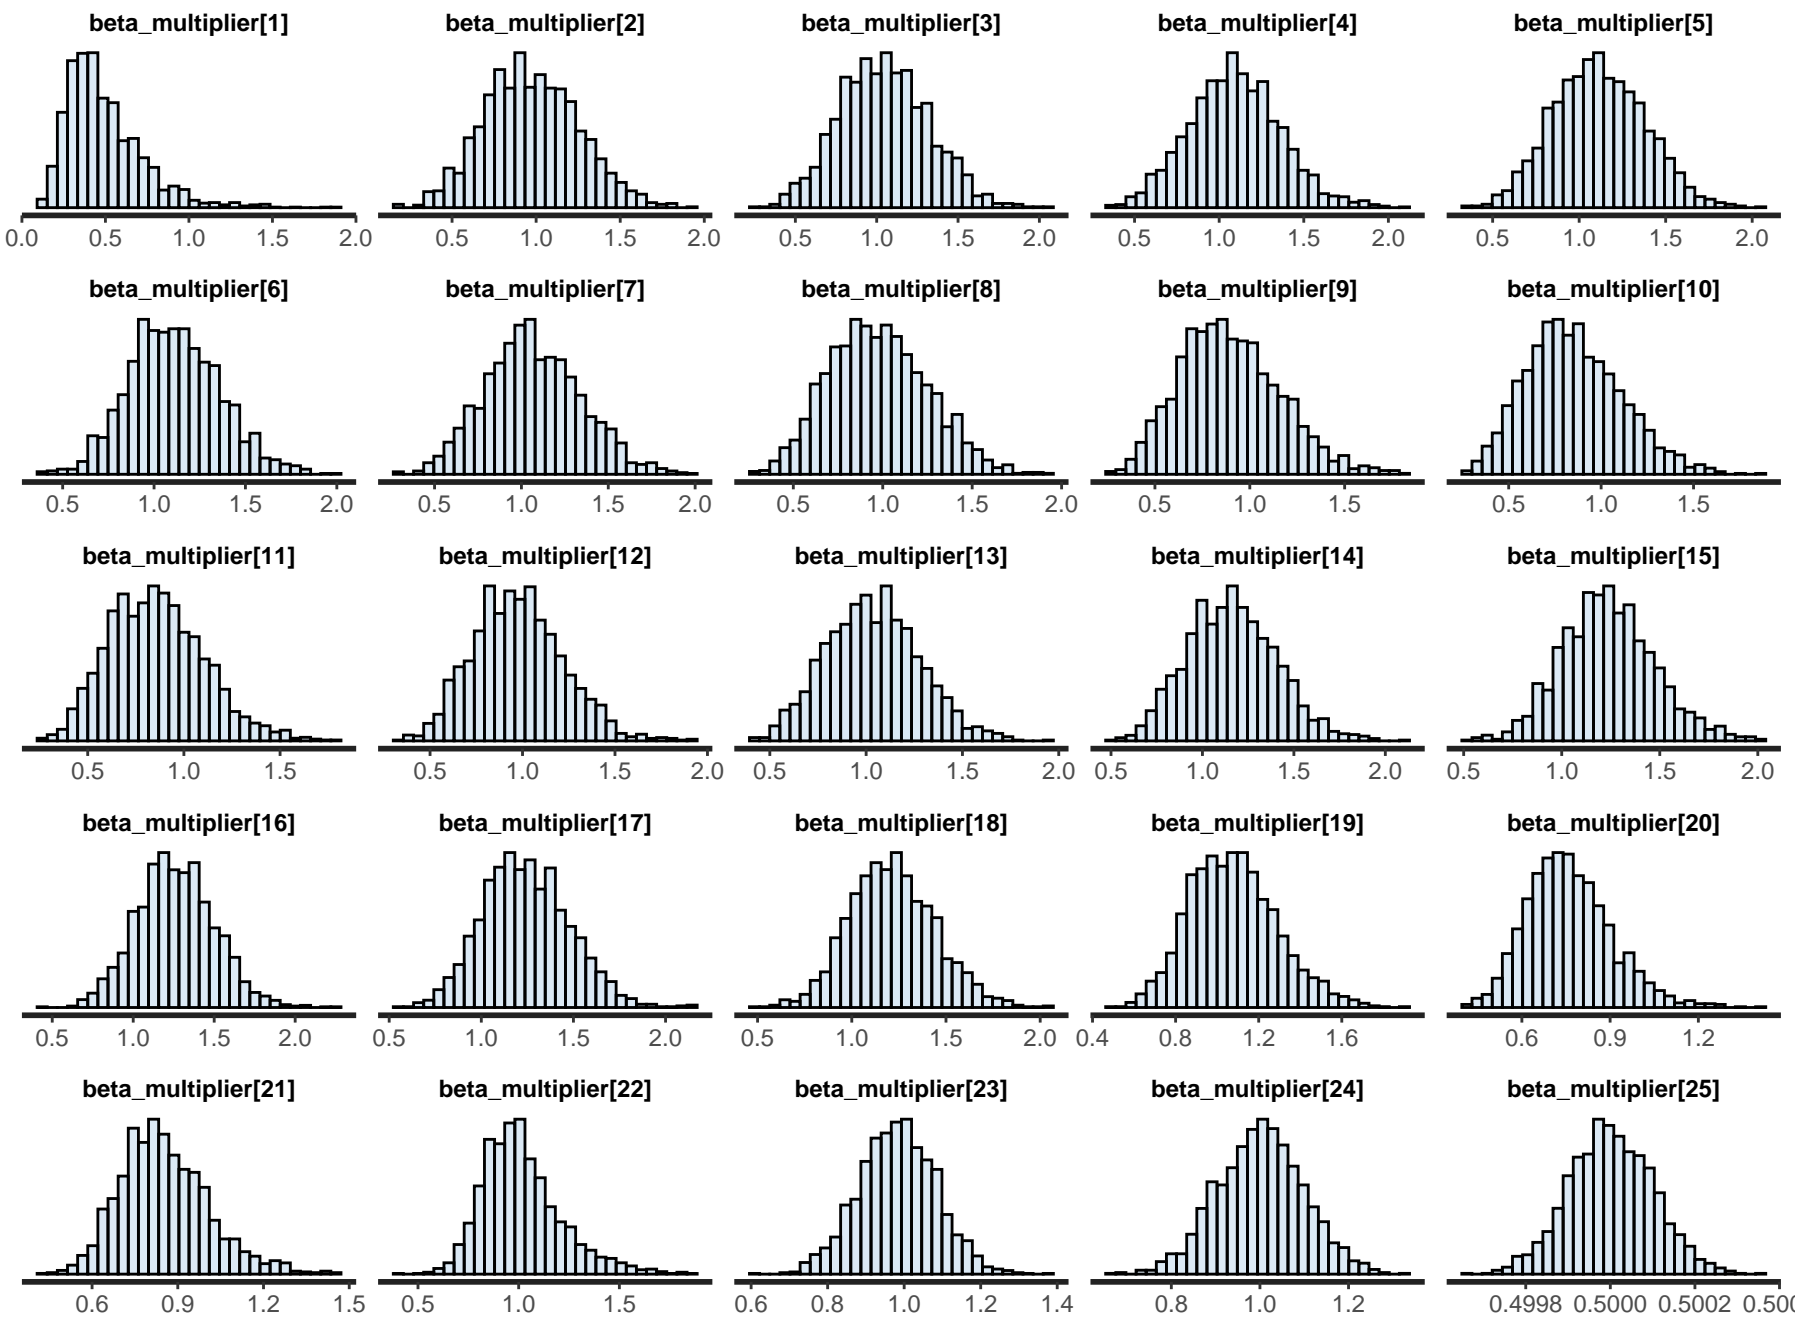 beta_multiplier[1] beta_multiplier[2] beta_multiplier[3] beta_multiplier[4] beta_multiplier[5]
0.0 0.5 1.0 1.5 2.0 0.5 1.0 1.5 2.0 0.5 1.0 1.5 2.0 0.5 1.0 1.5 2.0 0.5 1.0 1.5 2.0
beta_multiplier[6] beta_multiplier[7] beta_multiplier[8] beta_multiplier[9] beta_multiplier[10]
0.5 1.0 1.5 2.0 0.5 1.0 1.5 2.0 0.5 1.0 1.5 2.0 0.5 1.0 1.5 0.5 1.0 1.5
beta_multiplier[11] beta_multiplier[12] beta_multiplier[13] beta_multiplier[14] beta_multiplier[15]
0.5 1.0 1.5 0.5 1.0 1.5 2.0 0.5 1.0 1.5 2.0 0.5 1.0 1.5 2.0 0.5 1.0 1.5 2.0
beta_multiplier[16] beta_multiplier[17] beta_multiplier[18] beta_multiplier[19] beta_multiplier[20]
0.5 1.0 1.5 2.0 0.5 1.0 1.5 2.0 0.5 1.0 1.5 2.0 0.4 0.8 1.2 1.6 0.6 0.9 1.2
beta_multiplier[21] beta_multiplier[22] beta_multiplier[23] beta_multiplier[24] beta_multiplier[25]
0.6 0.9 1.2 1.5 0.5 1.0 1.5 0.6 0.8 1.0 1.2 1.4 0.8 1.0 1.2 0.4998 0.5000 0.5002